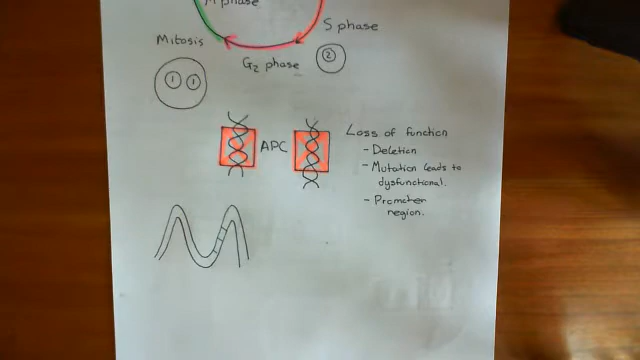 M phase
S phase
Mitosis
G2 phase
2
1 1
APC
Loss of function
- Deletion
- Mutation leads to
dysfunctional.
- Promoter
region.